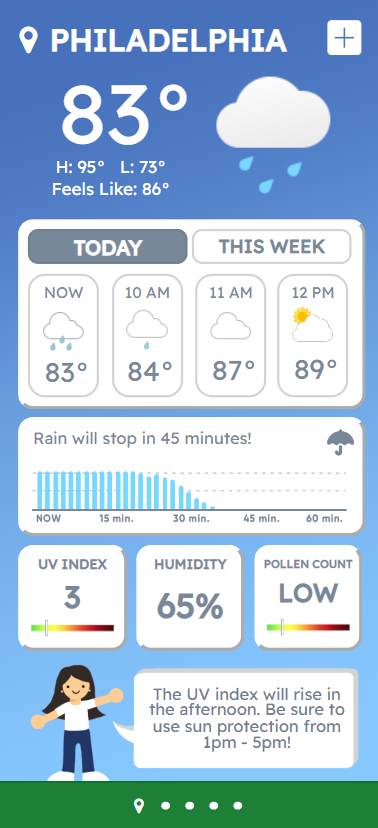 PHILADELPHIA
83°
H: 95° L: 73°
Feels Like: 86°
TODAY THIS WEEK
NOW 10 AM 11 AM 12 PM
83° 84° 87° 89°
Rain will stop in 45 minutes!
NOW 15 min. 30 min. 45 min. 60 min.
UV INDEX HUMIDITY POLLEN COUNT
3 65% LOW
The UV index will rise in
the afternoon. Be sure to
use sun protection from
1pm - 5pm!